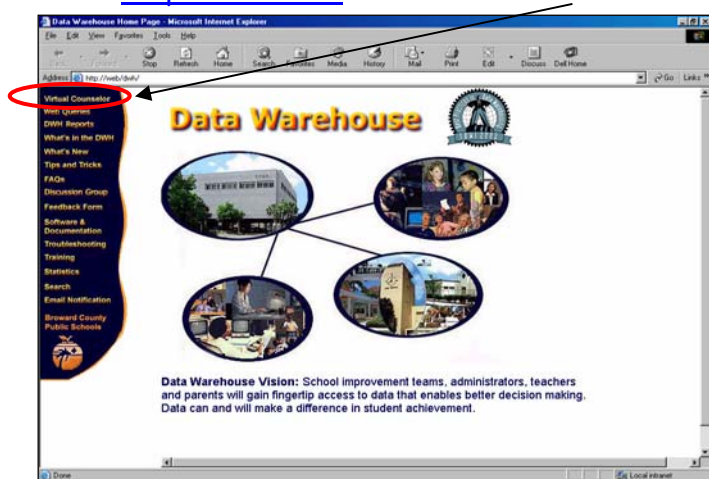 Data Warehouse Home Page - Microsoft Internet Explorer
File Edit View Favorites Tools Help
Back Forward Stop Refresh Home Search Favorites Media History Mail Print Edit Discuss Dell Home
Address http://web/dwh/ Go Links
Virtual Counselor
Web Queries
DWH Reports
What's in the DWH
What's New
Tips and Tricks
FAQs
Discussion Group
Feedback Form
Software &
Documentation
Troubleshooting
Training
Statistics
Search
Email Notification
Broward County
Public Schools
Data Warehouse
Data Warehouse Vision: School improvement teams, administrators, teachers
and parents will gain fingertip access to data that enables better decision making.
Data can and will make a difference in student achievement.
Done Local intranet